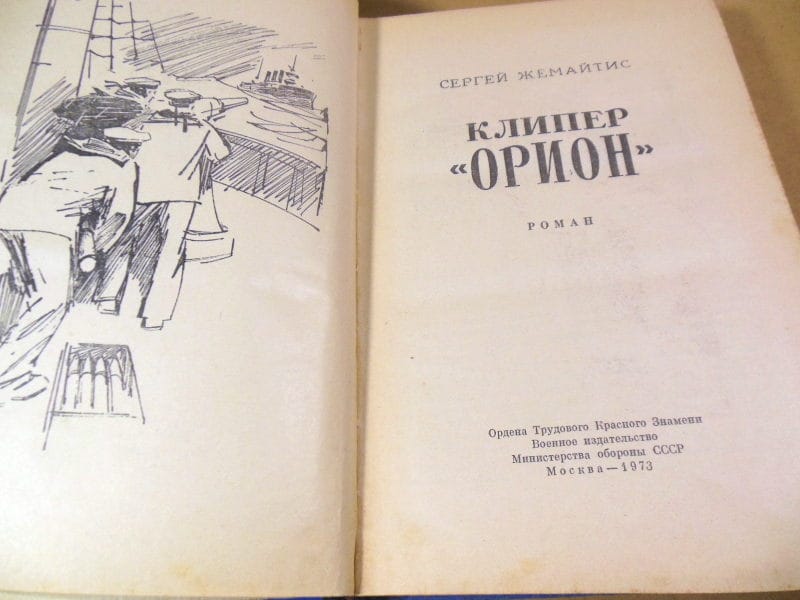 СЕРГЕЙ ЖЕМАЙТИС
КЛИПЕР
«ОРИОН»
РОМАН
Ордена Трудового Красного Знамени
Военное издательство
Министерства обороны СССР
Москва — 1973